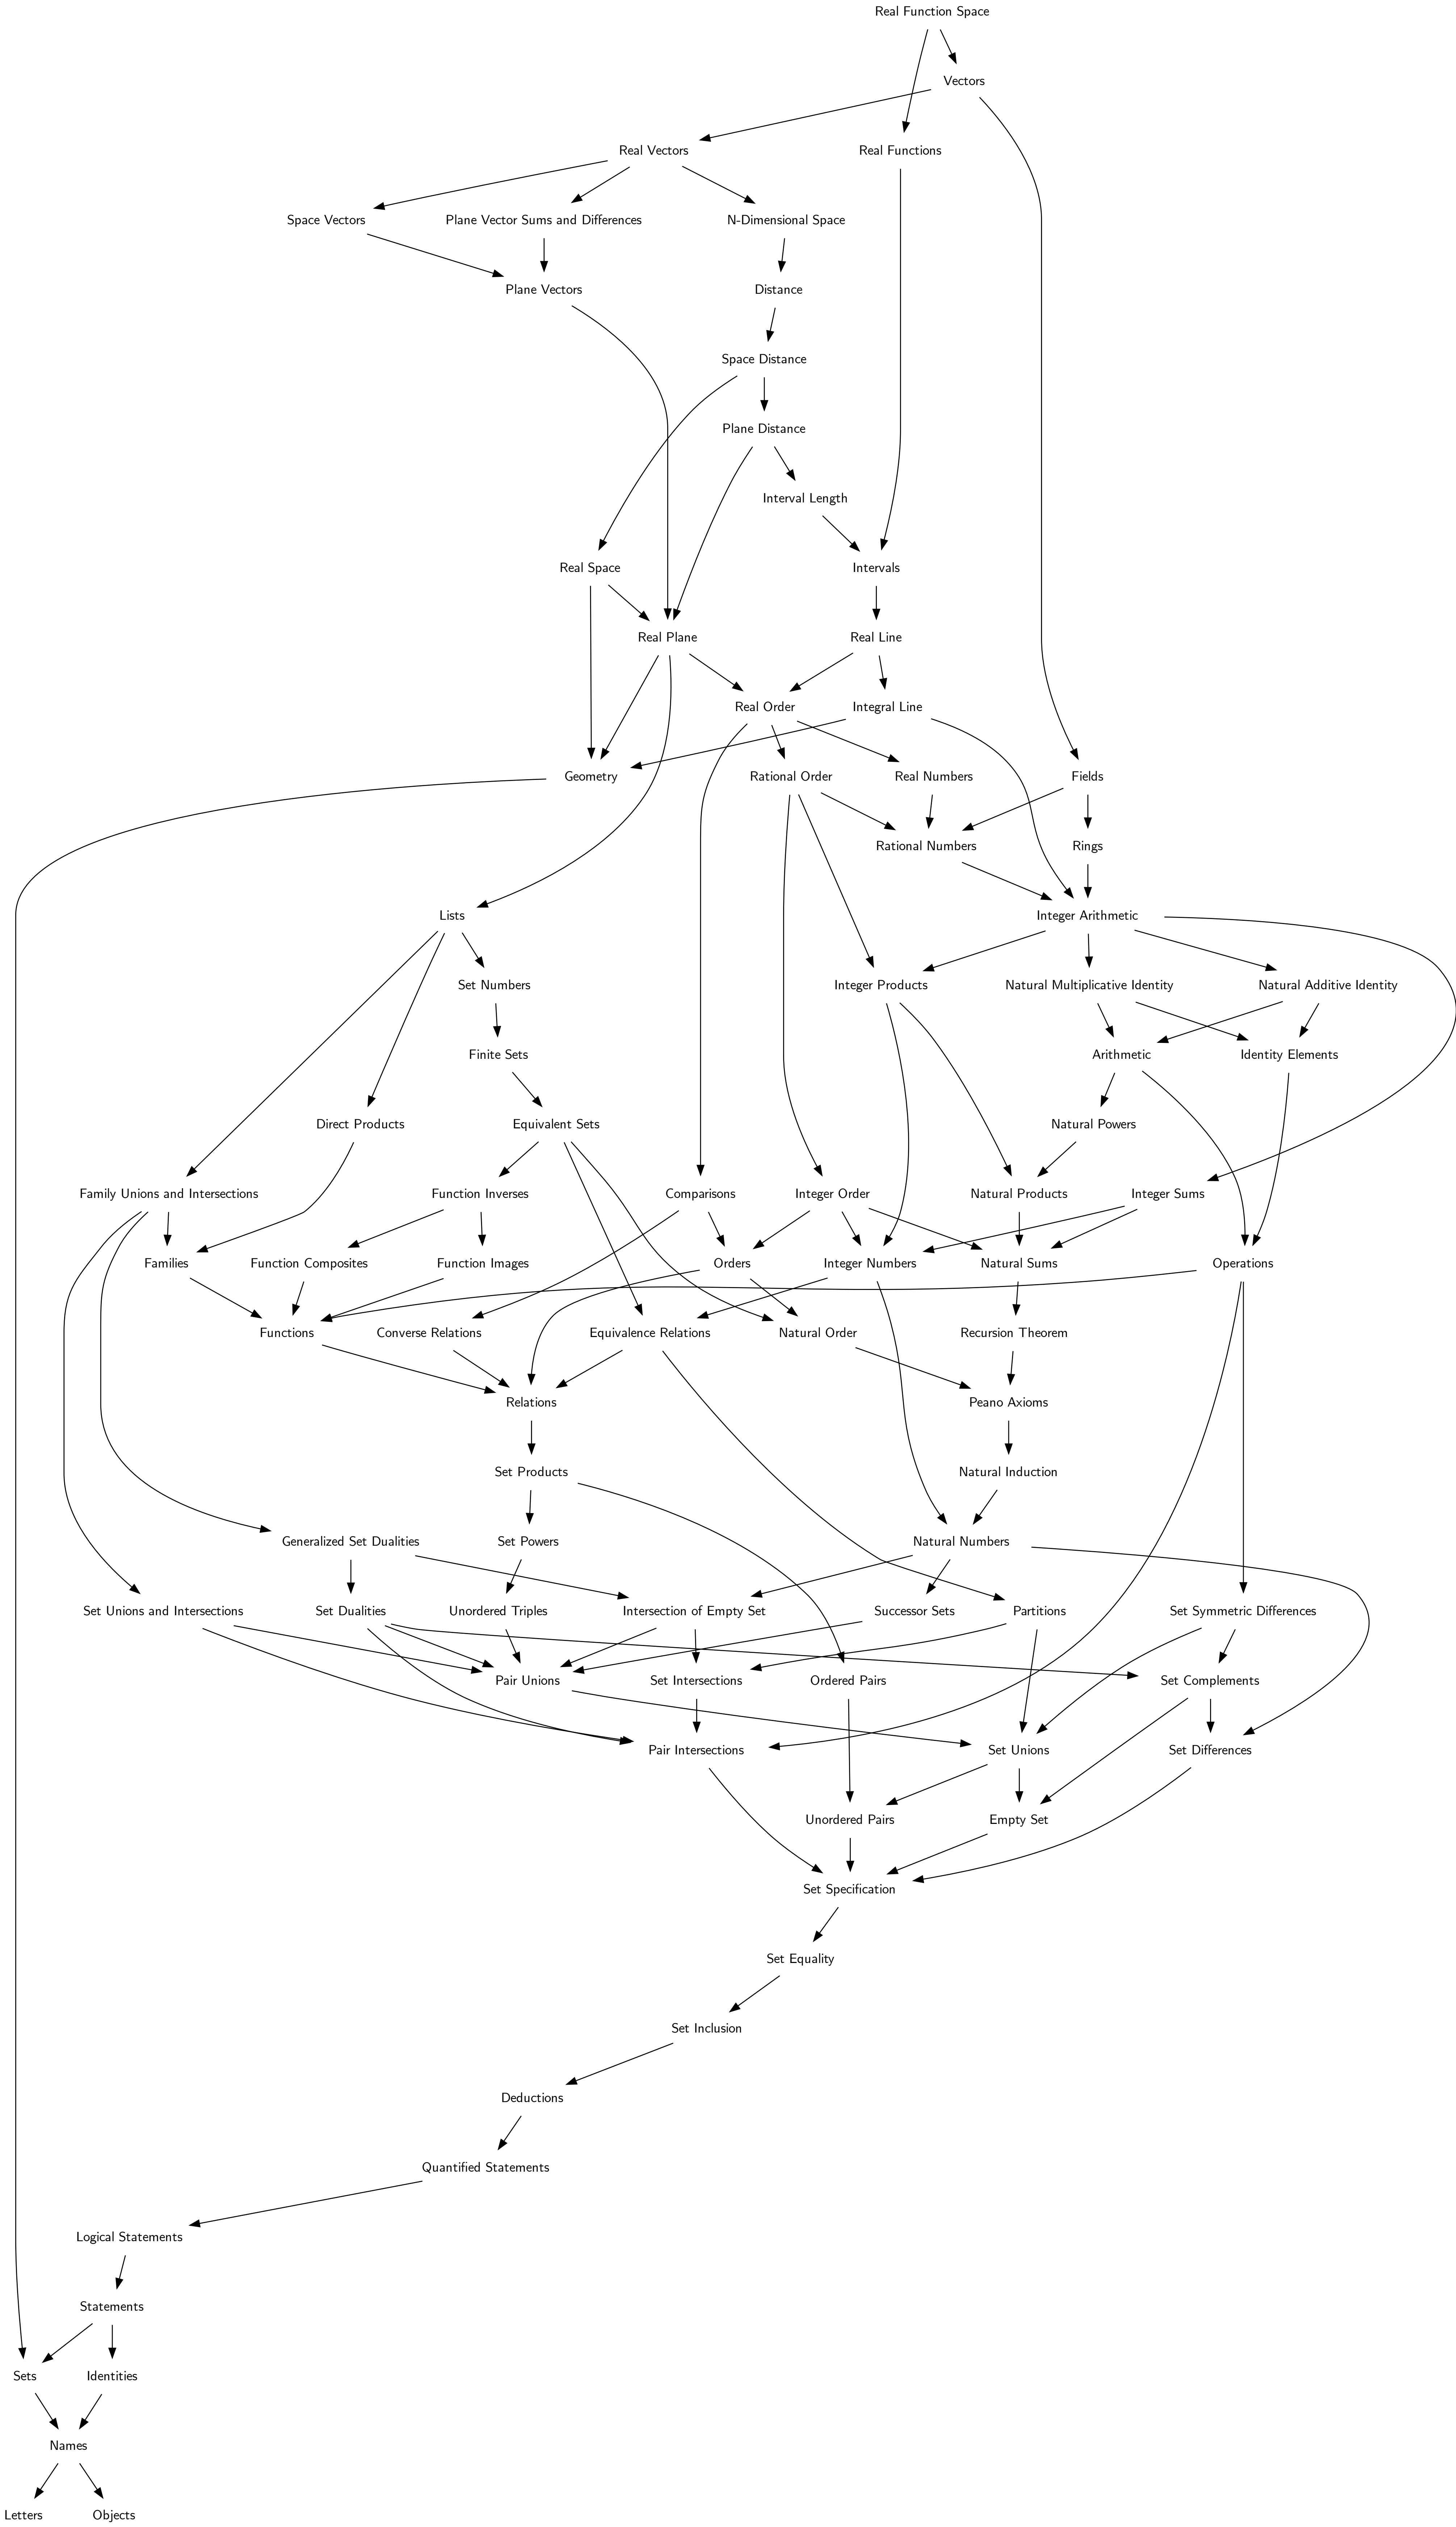 Real Function Space
Vectors
Real Vectors
Real Functions
Space Vectors
Plane Vector Sums and Differences
N-Dimensional Space
Plane Vectors
Distance
Space Distance
Plane Distance
Interval Length
Real Space
Intervals
Real Plane
Real Line
Real Order
Integral Line
Geometry
Rational Order
Real Numbers
Fields
Rational Numbers
Rings
Lists
Integer Arithmetic
Set Numbers
Integer Products
Natural Multiplicative Identity
Natural Additive Identity
Finite Sets
Arithmetic
Identity Elements
Direct Products
Equivalent Sets
Natural Powers
Family Unions and Intersections
Function Inverses
Comparisons
Integer Order
Natural Products
Integer Sums
Families
Function Composites
Function Images
Orders
Integer Numbers
Natural Sums
Operations
Functions
Converse Relations
Equivalence Relations
Natural Order
Recursion Theorem
Relations
Peano Axioms
Set Products
Natural Induction
Generalized Set Dualities
Set Powers
Natural Numbers
Set Unions and Intersections
Set Dualities
Unordered Triples
Intersection of Empty Set
Successor Sets
Partitions
Set Symmetric Differences
Pair Unions
Set Intersections
Ordered Pairs
Set Complements
Pair Intersections
Set Unions
Set Differences
Unordered Pairs
Empty Set
Set Specification
Set Equality
Set Inclusion
Deductions
Quantified Statements
Logical Statements
Statements
Sets
Identities
Names
Letters
Objects